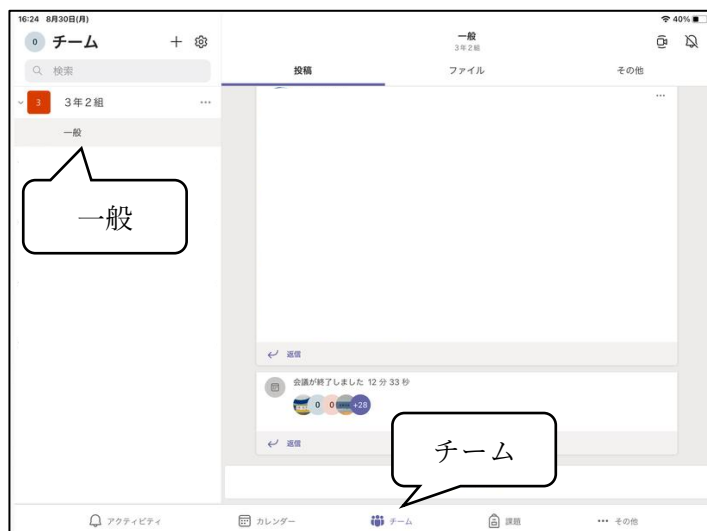 16:24 8月30日(月)
40%
0 チーム
検索
3 3年2組 ...
一般
一般
一般
3年2組
投稿 ファイル その他
...
返信
会議が終了しました 12 分 33 秒
0 0 +28
返信
チーム
アクティビティ カレンダー チーム 課題 ... その他